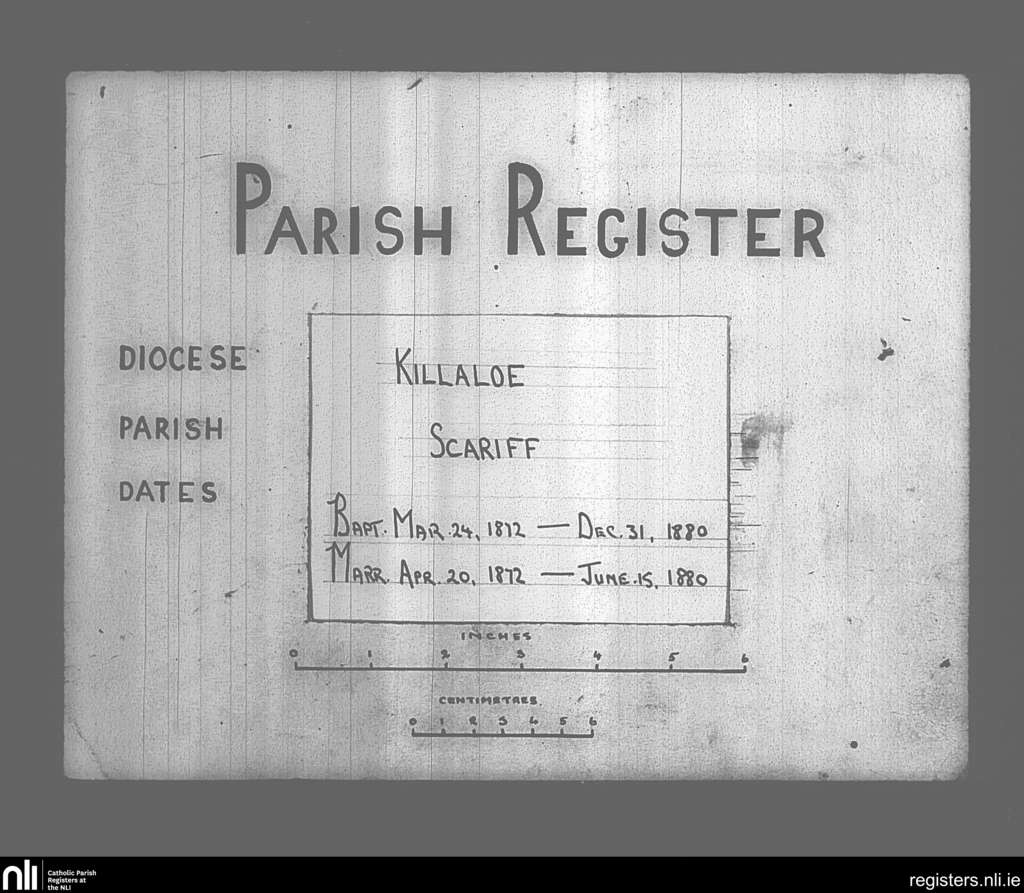 PARISH REGISTER
DIOCESE KILLALOE
PARISH SCARIFF
DATES
BAPT. MAR. 24, 1872 — DEC. 31, 1880
MARR. APR. 20, 1872 — JUNE. 15, 1880
INCHES
0 1 2 3 4 5 6
CENTIMETRES
0 1 2 3 4 5 6
nli Catholic Parish
Registers at
the NLI
registers.nli.ie